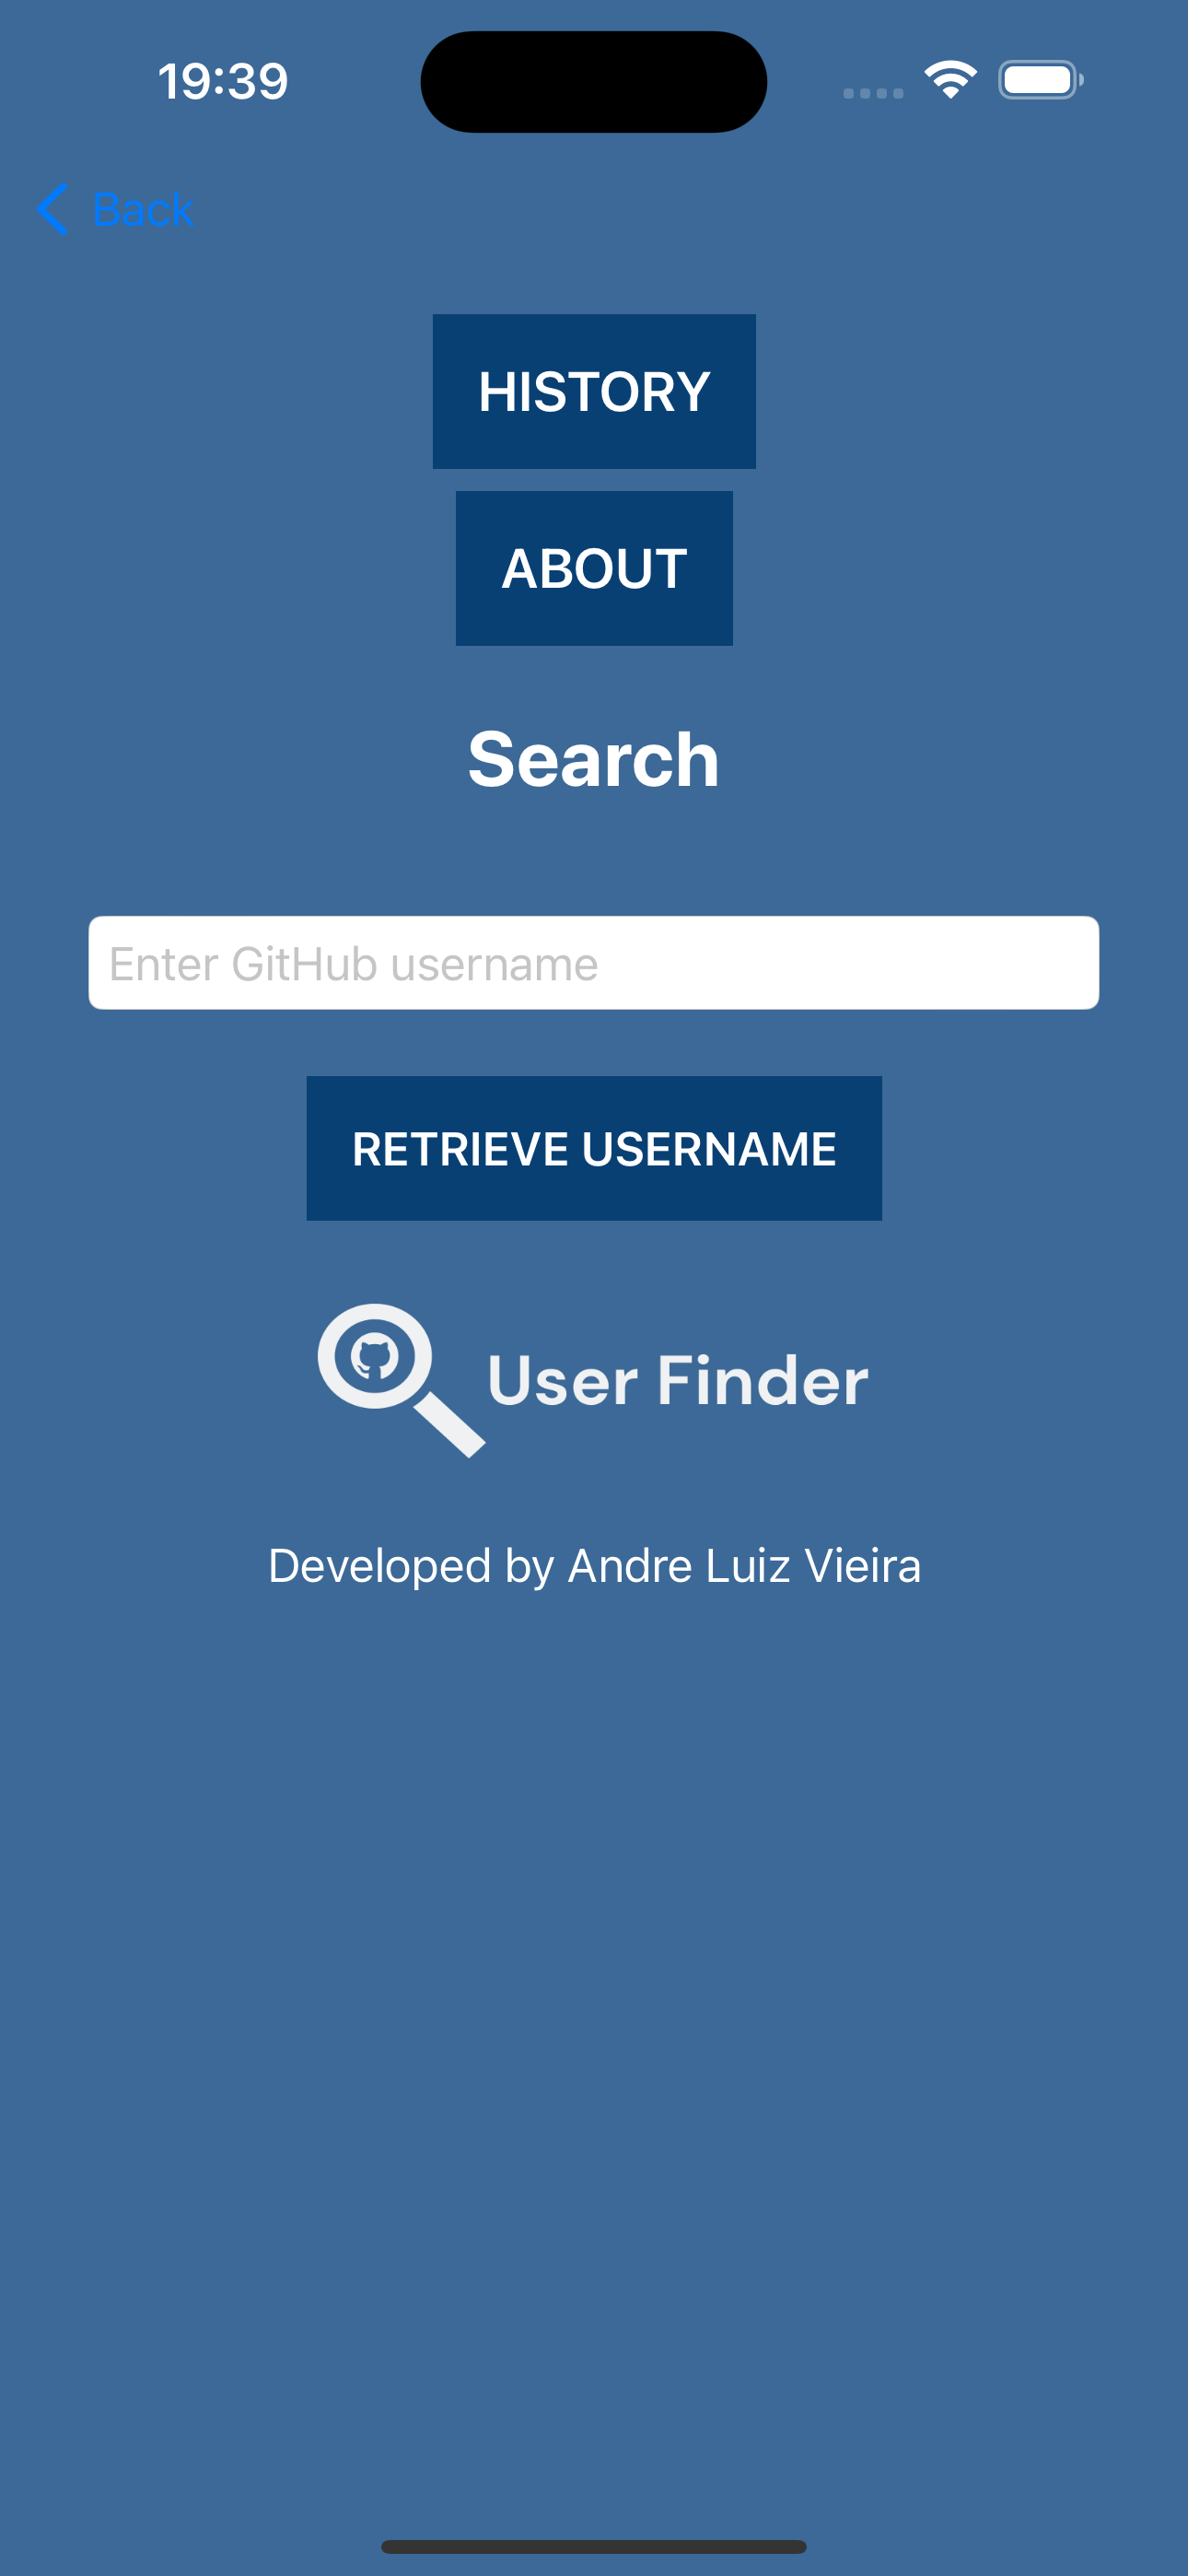 19:39
Back
HISTORY
ABOUT
Search
Enter GitHub username
RETRIEVE USERNAME
User Finder
Developed by Andre Luiz Vieira